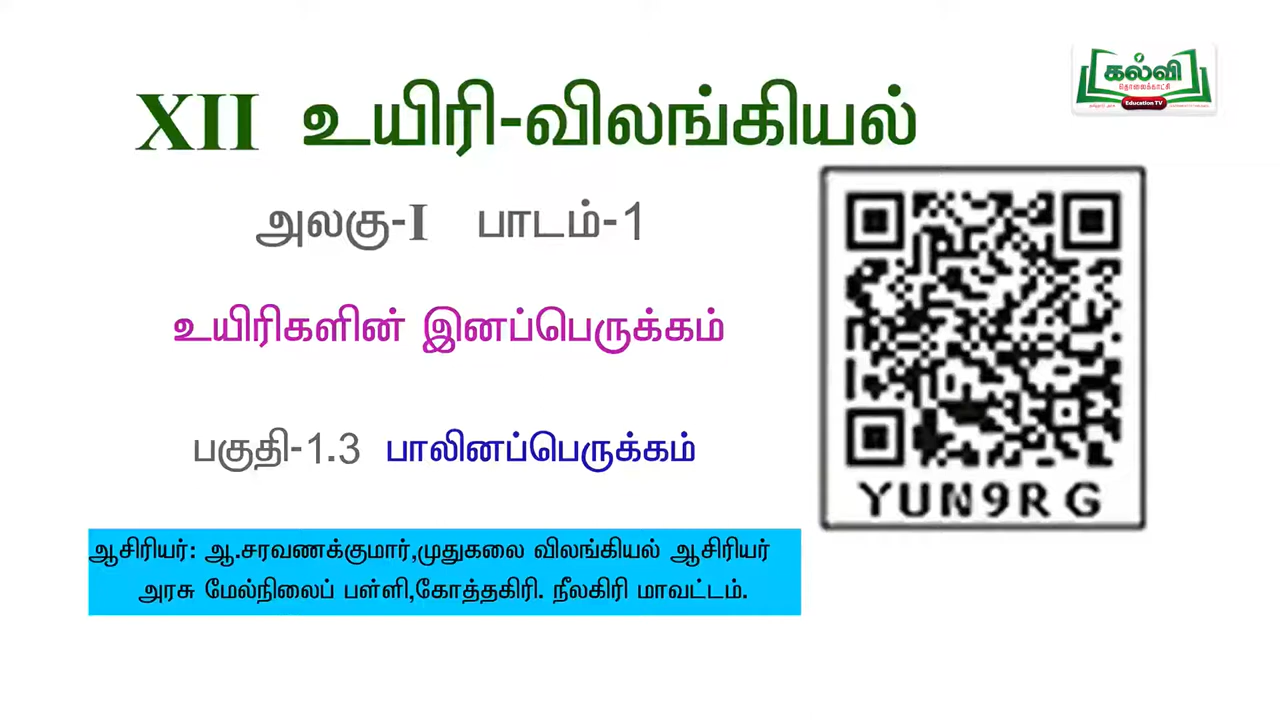 கல்வி
தொலைக்காட்சி
Education TV
XII உயிரி-விலங்கியல்
அலகு-I பாடம்-1
உயிரிகளின் இனப்பெருக்கம்
பகுதி-1.3 பாலினப்பெருக்கம்
YUN9RG
ஆசிரியர்: ஆ.சரவணக்குமார்,முதுகலை விலங்கியல் ஆசிரியர்
அரசு மேல்நிலைப் பள்ளி,கோத்தகிரி. நீலகிரி மாவட்டம்.